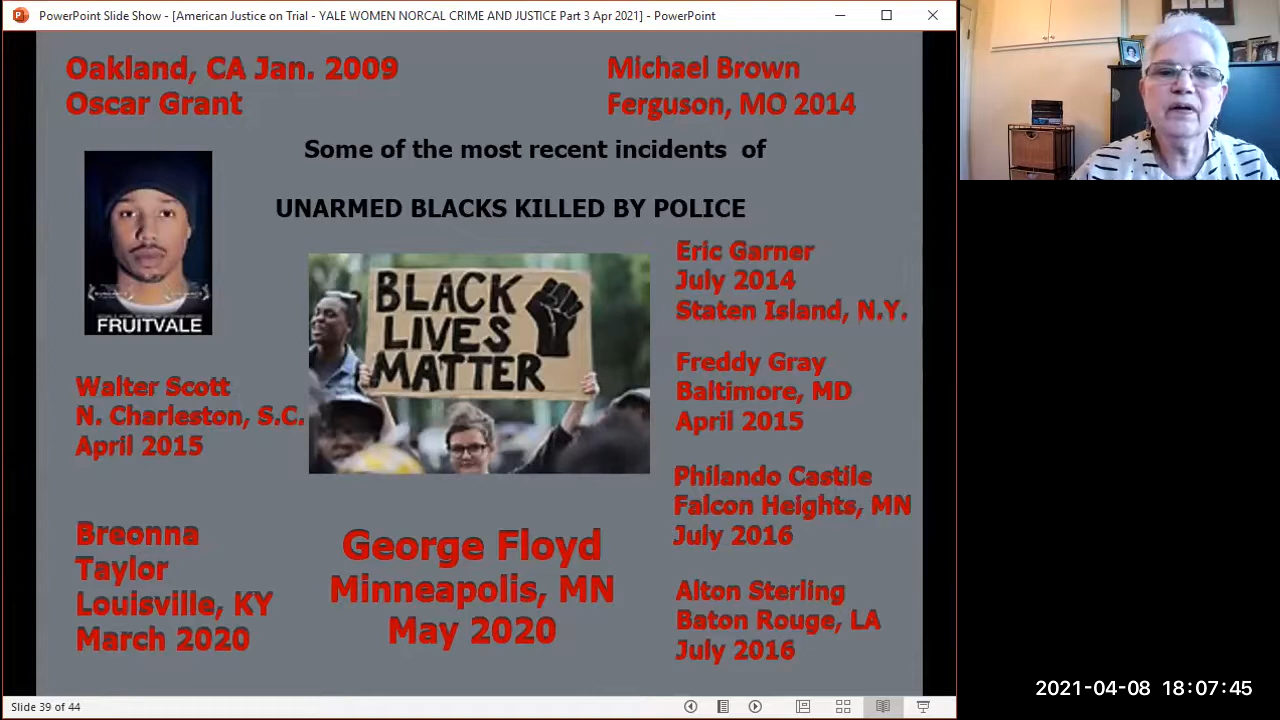 PowerPoint Slide Show - [American Justice on Trial - YALE WOMEN NORCAL CRIME AND JUSTICE Part 3 Apr 2021] - PowerPoint
Oakland, CA Jan. 2009
Oscar Grant
Michael Brown
Ferguson, MO 2014
Some of the most recent incidents of
UNARMED BLACKS KILLED BY POLICE
FRUITVALE
BLACK
LIVES
MATTER
Eric Garner
July 2014
Staten Island, N.Y.
Freddy Gray
Baltimore, MD
April 2015
Walter Scott
N. Charleston, S.C.
April 2015
Philando Castile
Falcon Heights, MN
July 2016
Breonna
Taylor
Louisville, KY
March 2020
George Floyd
Minneapolis, MN
May 2020
Alton Sterling
Baton Rouge, LA
July 2016
2021-04-08 18:07:45
Slide 39 of 44